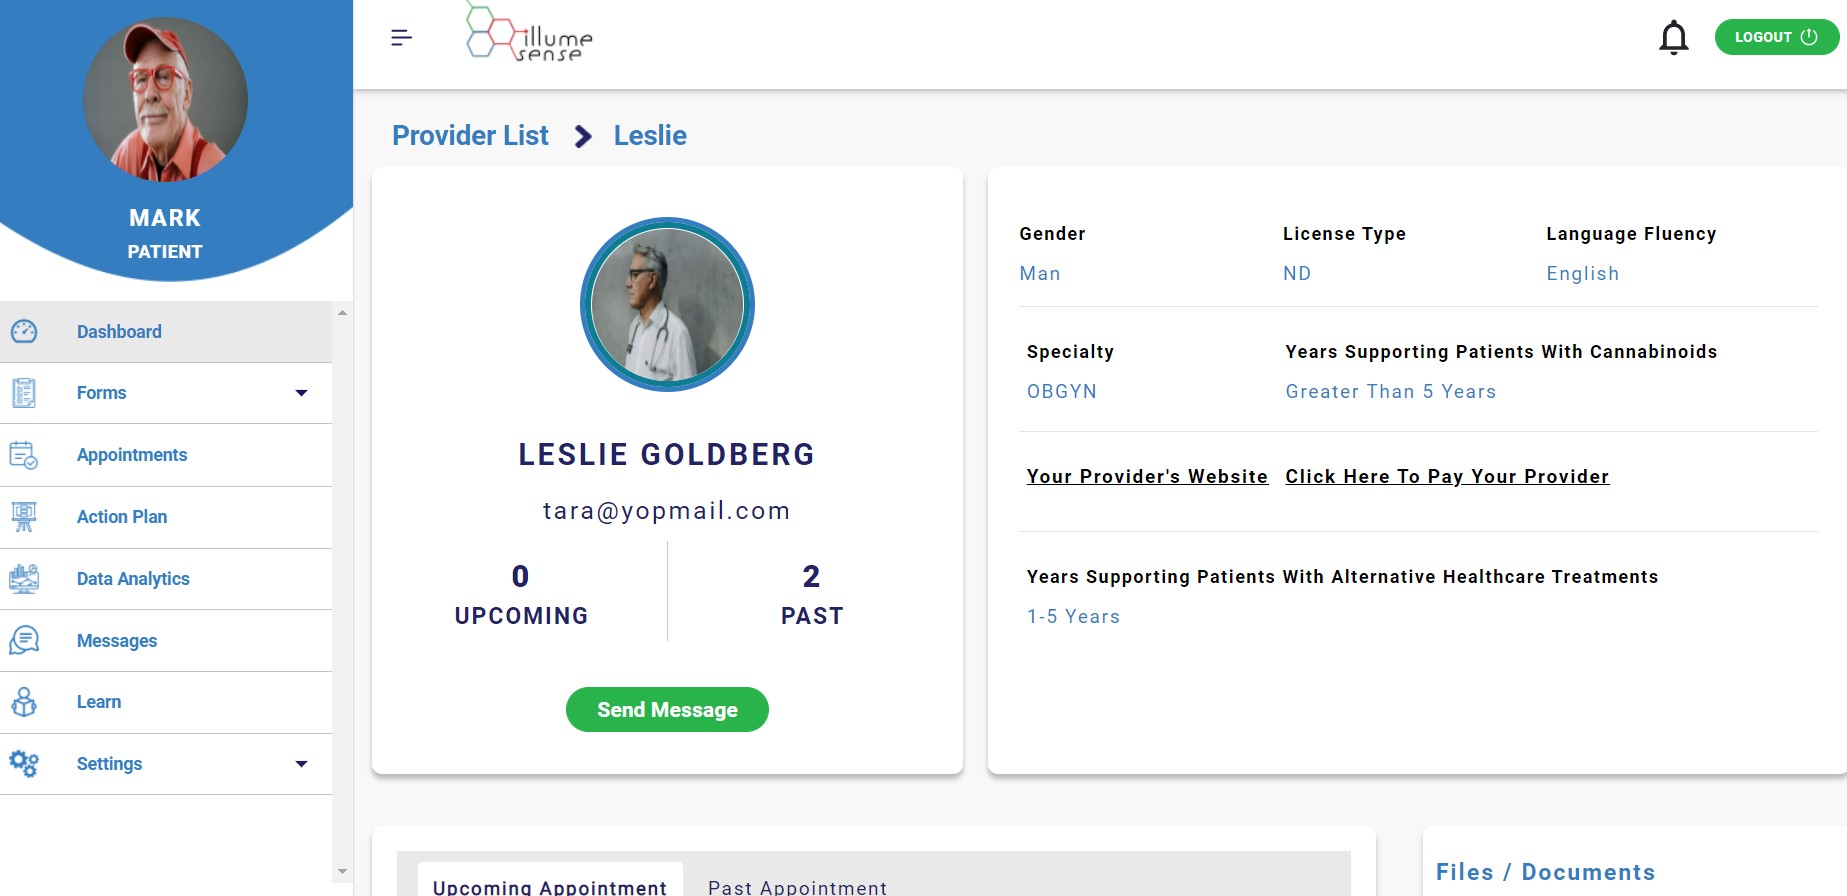 MARK
PATIENT
Dashboard
Forms
Appointments
Action Plan
Data Analytics
Messages
Learn
Settings
illume
sense
LOGOUT
Provider List Leslie
LESLIE GOLDBERG
tara@yopmail.com
0 2
UPCOMING PAST
Send Message
Gender License Type Language Fluency
Man ND English
Specialty Years Supporting Patients With Cannabinoids
OBGYN Greater Than 5 Years
Your Provider's Website Click Here To Pay Your Provider
Years Supporting Patients With Alternative Healthcare Treatments
1-5 Years
Upcoming Appointment Past Appointment
Files / Documents